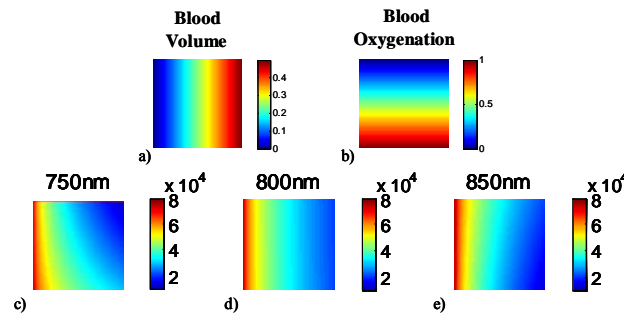 Blood Volume
Blood Oxygenation
0.4
0.3
0.2
0.1
0
a)
1
0.5
0
b)
750nm
x 10^4
8
6
4
2
c)
800nm
x 10^4
8
6
4
2
d)
850nm
x 10^4
8
6
4
2
e)